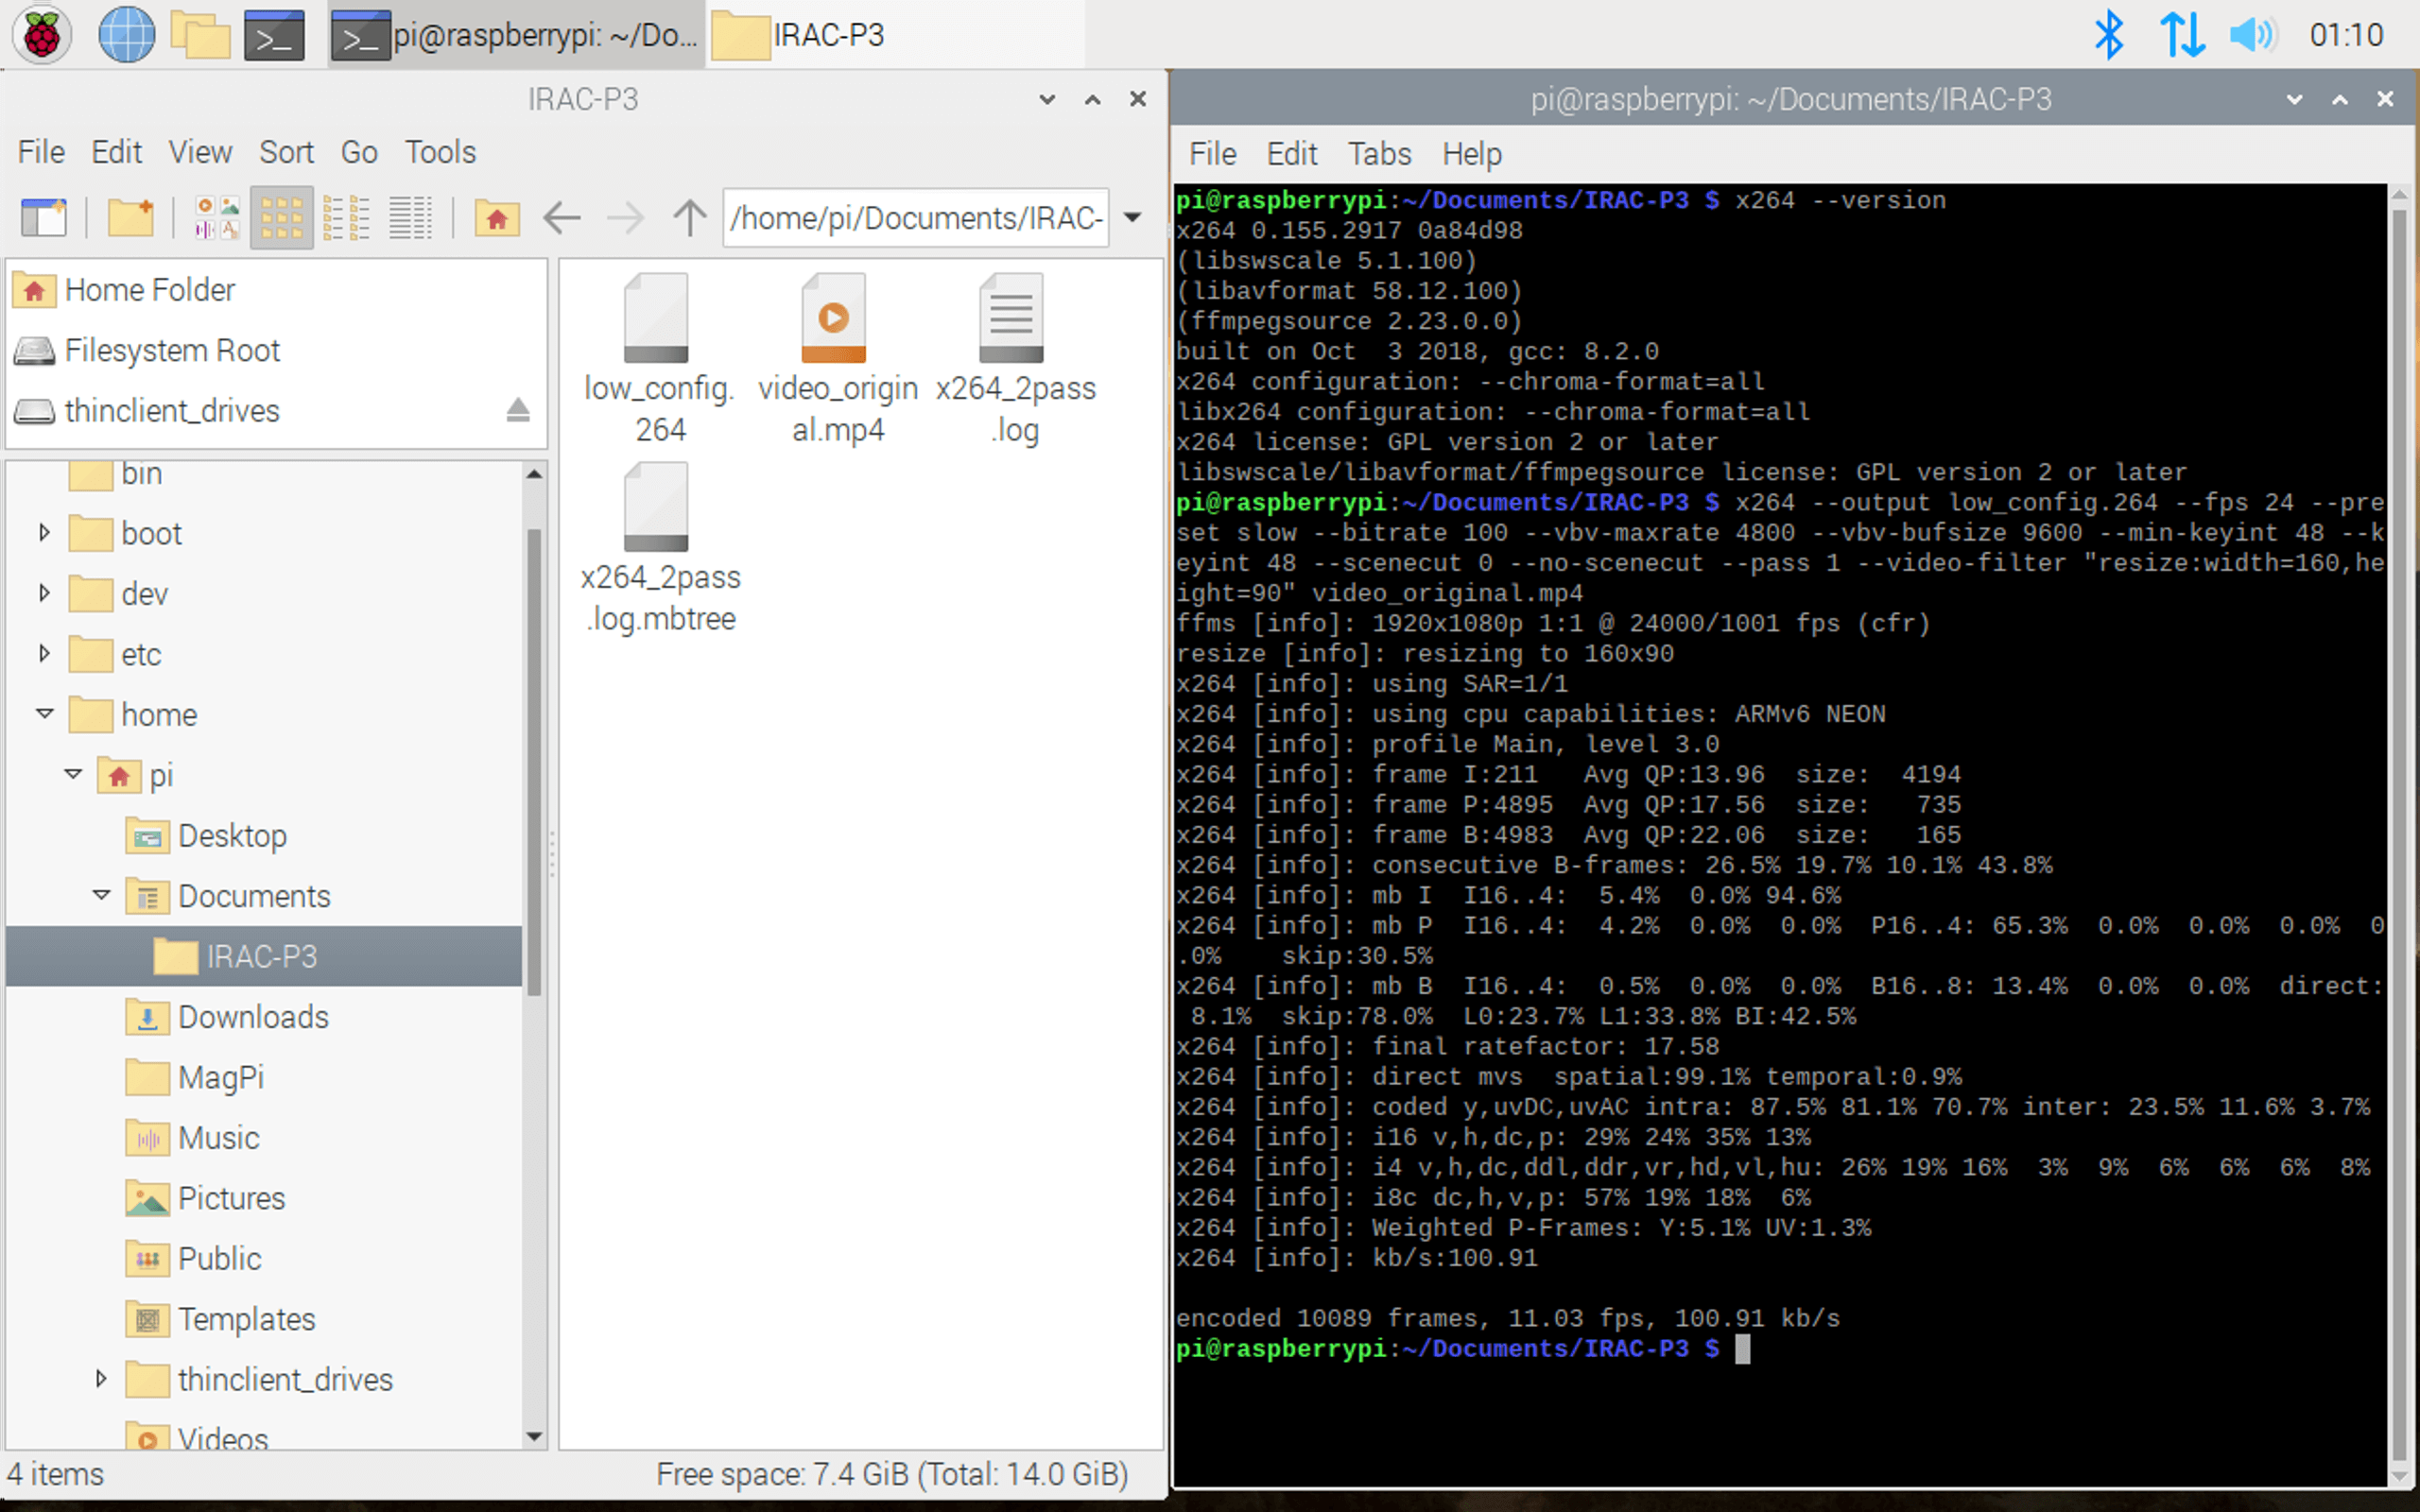 pi@raspberrypi: ~/Do...
IRAC-P3
01:10
IRAC-P3
File Edit View Sort Go Tools
/home/pi/Documents/IRAC-
Home Folder
Filesystem Root
thinclient_drives
bin
boot
dev
etc
home
pi
Desktop
Documents
IRAC-P3
Downloads
MagPi
Music
Pictures
Public
Templates
thinclient_drives
Videos
low_config.
264
video_origin
al.mp4
x264_2pass
.log
x264_2pass
.log.mbtree
4 items
Free space: 7.4 GiB (Total: 14.0 GiB)
pi@raspberrypi: ~/Documents/IRAC-P3
File Edit Tabs Help
pi@raspberrypi:~/Documents/IRAC-P3 $ x264 --version
x264 0.155.2917 0a84d98
(libswscale 5.1.100)
(libavformat 58.12.100)
(ffmpegsource 2.23.0.0)
built on Oct  3 2018, gcc: 8.2.0
x264 configuration: --chroma-format=all
libx264 configuration: --chroma-format=all
x264 license: GPL version 2 or later
libswscale/libavformat/ffmpegsource license: GPL version 2 or later
pi@raspberrypi:~/Documents/IRAC-P3 $ x264 --output low_config.264 --fps 24 --pre
set slow --bitrate 100 --vbv-maxrate 4800 --vbv-bufsize 9600 --min-keyint 48 --k
eyint 48 --scenecut 0 --no-scenecut --pass 1 --video-filter "resize:width=160,he
ight=90" video_original.mp4
ffms [info]: 1920x1080p 1:1 @ 24000/1001 fps (cfr)
resize [info]: resizing to 160x90
x264 [info]: using SAR=1/1
x264 [info]: using cpu capabilities: ARMv6 NEON
x264 [info]: profile Main, level 3.0
x264 [info]: frame I:211   Avg QP:13.96  size:  4194
x264 [info]: frame P:4895  Avg QP:17.56  size:   735
x264 [info]: frame B:4983  Avg QP:22.06  size:   165
x264 [info]: consecutive B-frames: 26.5% 19.7% 10.1% 43.8%
x264 [info]: mb I  I16..4:  5.4%  0.0% 94.6%
x264 [info]: mb P  I16..4:  4.2%  0.0%  0.0%  P16..4: 65.3%  0.0%  0.0%  0.0%  0
.0%    skip:30.5%
x264 [info]: mb B  I16..4:  0.5%  0.0%  0.0%  B16..8: 13.4%  0.0%  0.0%  direct:
 8.1%  skip:78.0%  L0:23.7% L1:33.8% BI:42.5%
x264 [info]: final ratefactor: 17.58
x264 [info]: direct mvs  spatial:99.1% temporal:0.9%
x264 [info]: coded y,uvDC,uvAC intra: 87.5% 81.1% 70.7% inter: 23.5% 11.6% 3.7%
x264 [info]: i16 v,h,dc,p: 29% 24% 35% 13%
x264 [info]: i4 v,h,dc,ddl,ddr,vr,hd,vl,hu: 26% 19% 16%  3%  9%  6%  6%  6%  8%
x264 [info]: i8c dc,h,v,p: 57% 19% 18%  6%
x264 [info]: Weighted P-Frames: Y:5.1% UV:1.3%
x264 [info]: kb/s:100.91
encoded 10089 frames, 11.03 fps, 100.91 kb/s
pi@raspberrypi:~/Documents/IRAC-P3 $